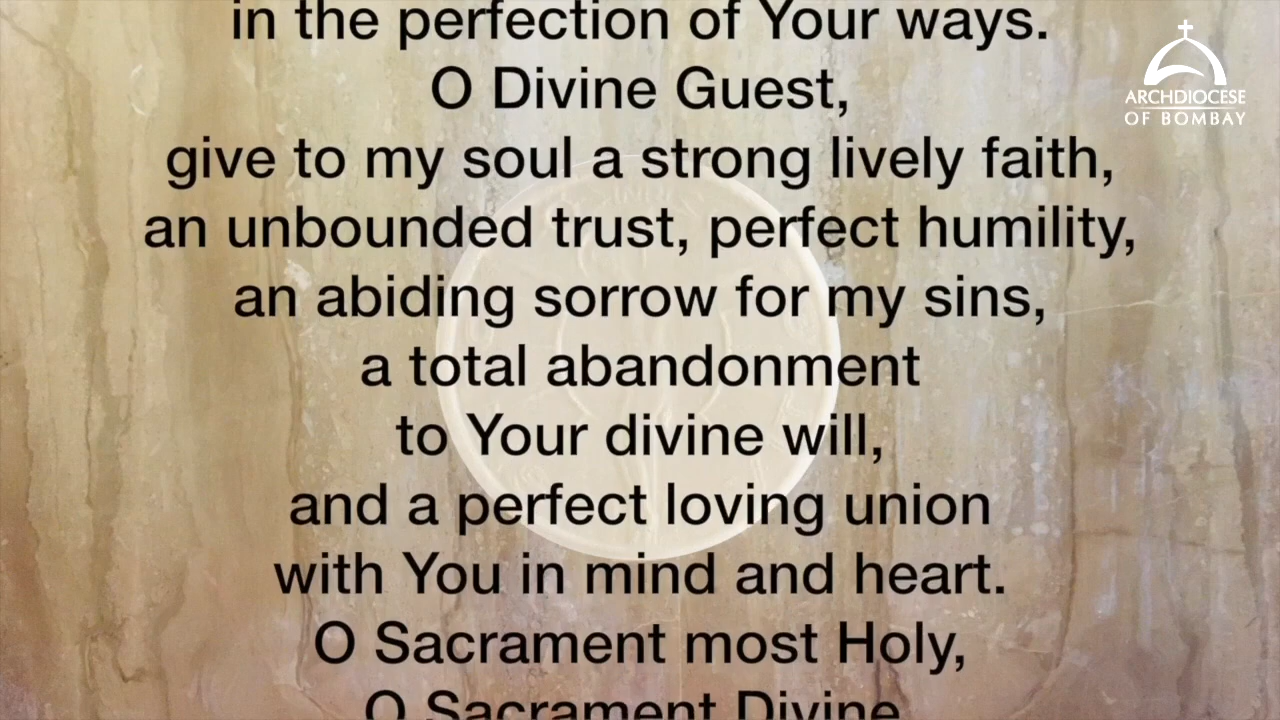 in the perfection of Your ways.
O Divine Guest,
give to my soul a strong lively faith,
an unbounded trust, perfect humility,
an abiding sorrow for my sins,
a total abandonment
to Your divine will,
and a perfect loving union
with You in mind and heart.
O Sacrament most Holy,
O Sacrament Divine
ARCHDIOCESE
OF BOMBAY